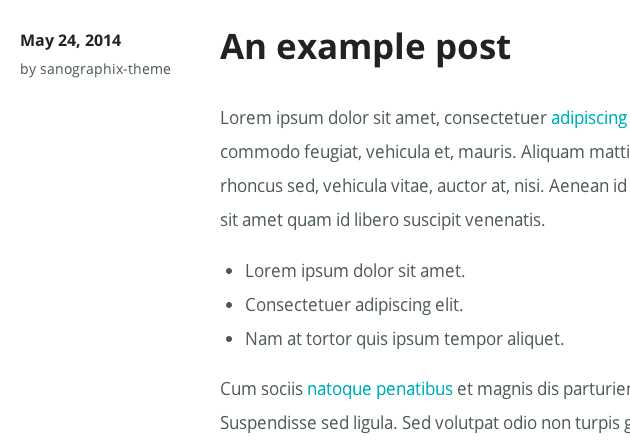 May 24, 2014
by sanographix-theme
An example post
Lorem ipsum dolor sit amet, consectetuer adipiscing
commodo feugiat, vehicula et, mauris. Aliquam matti
rhoncus sed, vehicula vitae, auctor at, nisi. Aenean id
sit amet quam id libero suscipit venenatis.
• Lorem ipsum dolor sit amet.
• Consectetuer adipiscing elit.
• Nam at tortor quis ipsum tempor aliquet.
Cum sociis natoque penatibus et magnis dis parturien
Suspendisse sed ligula. Sed volutpat odio non turpis g